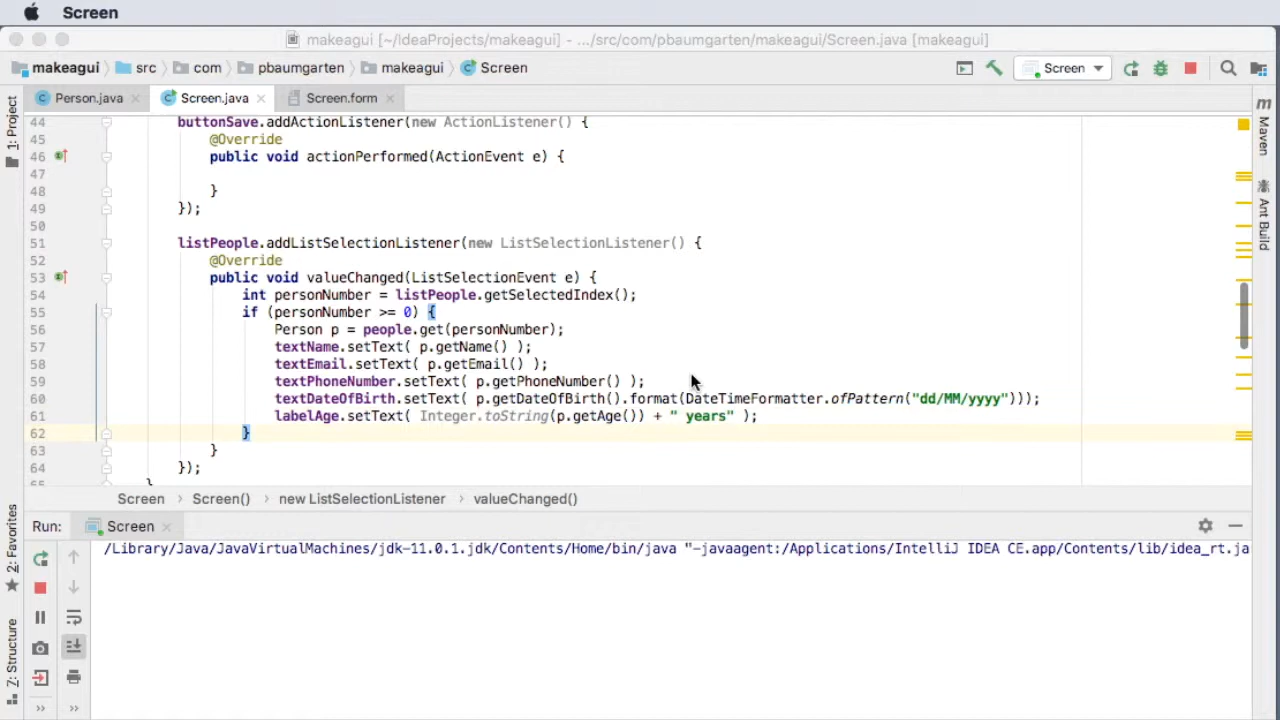 Screen
makeagui [~/IdeaProjects/makeagui] - .../src/com/pbaumgarten/makeagui/Screen.java [makeagui]
makeagui src com pbaumgarten makeagui Screen Screen
Person.java Screen.java Screen.form
1: Project
m Maven
Ant Build
44 buttonSave.addActionListener(new ActionListener() {
45 @Override
46 public void actionPerformed(ActionEvent e) {
47
48 }
49 });
50
51 listPeople.addListSelectionListener(new ListSelectionListener() {
52 @Override
53 public void valueChanged(ListSelectionEvent e) {
54 int personNumber = listPeople.getSelectedIndex();
55 if (personNumber >= 0) {
56 Person p = people.get(personNumber);
57 textName.setText( p.getName() );
58 textEmail.setText( p.getEmail() );
59 textPhoneNumber.setText( p.getPhoneNumber() );
60 textDateOfBirth.setText( p.getDateOfBirth().format(DateTimeFormatter.ofPattern("dd/MM/yyyy")));
61 labelAge.setText( Integer.toString(p.getAge()) + " years" );
62 }
63 }
64 });
65 }
Screen Screen() new ListSelectionListener valueChanged()
2: Favorites
7: Structure
Run: Screen
/Library/Java/JavaVirtualMachines/jdk-11.0.1.jdk/Contents/Home/bin/java "-javaagent:/Applications/IntelliJ IDEA CE.app/Contents/lib/idea_rt.ja